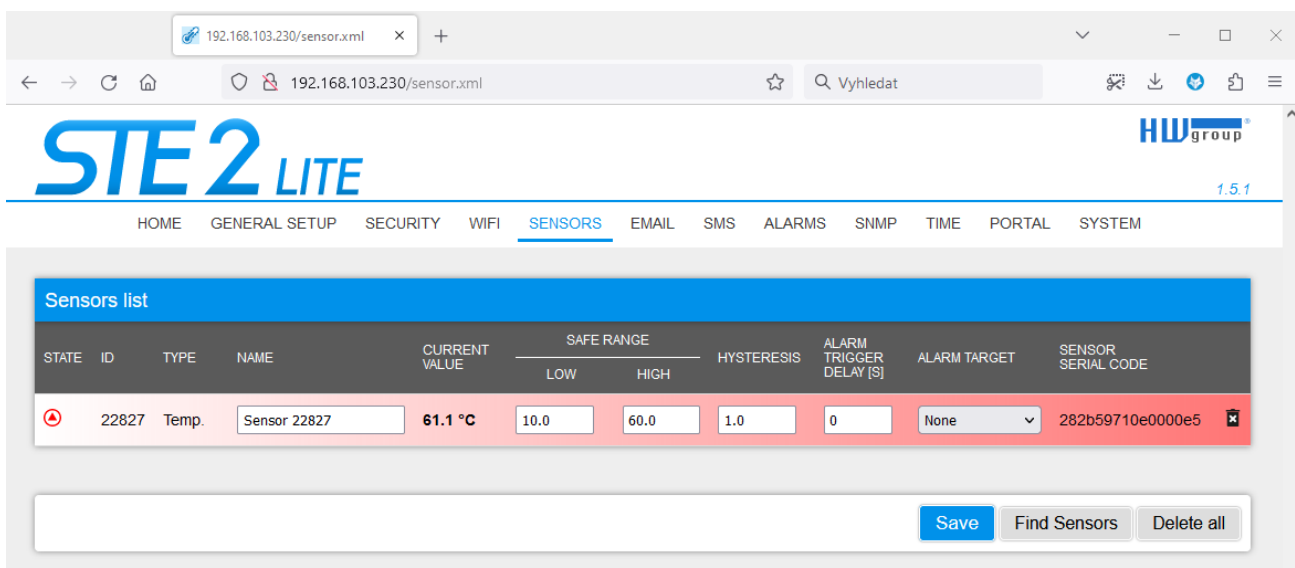 192.168.103.230/sensor.xml
192.168.103.230/sensor.xml Vyhledat
STE2 LITE
HW group
1.5.1
HOME GENERAL SETUP SECURITY WIFI SENSORS EMAIL SMS ALARMS SNMP TIME PORTAL SYSTEM
Sensors list
STATE ID TYPE NAME CURRENT VALUE SAFE RANGE LOW HIGH HYSTERESIS ALARM TRIGGER DELAY [S] ALARM TARGET SENSOR SERIAL CODE
22827 Temp. Sensor 22827 61.1 °C 10.0 60.0 1.0 0 None 282b59710e0000e5
Save Find Sensors Delete all